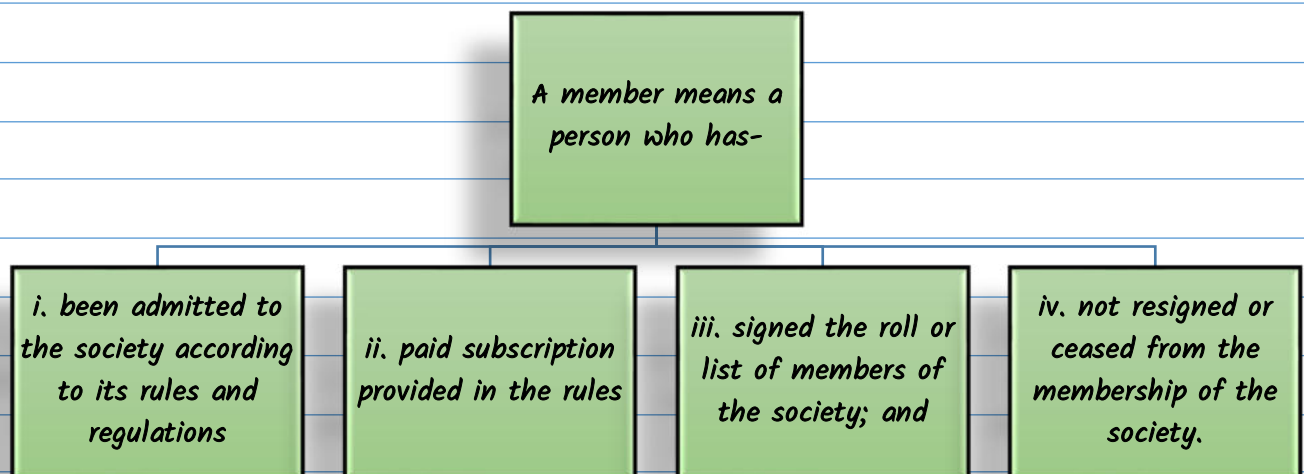 A member means a
person who has-
i. been admitted to
the society according
to its rules and
regulations
ii. paid subscription
provided in the rules
iii. signed the roll or
list of members of
the society; and
iv. not resigned or
ceased from the
membership of the
society.